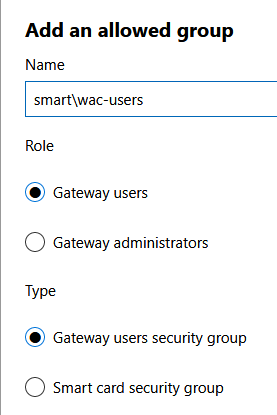 Add an allowed group
Name
smart\wac-users
Role
Gateway users
Gateway administrators
Type
Gateway users security group
Smart card security group